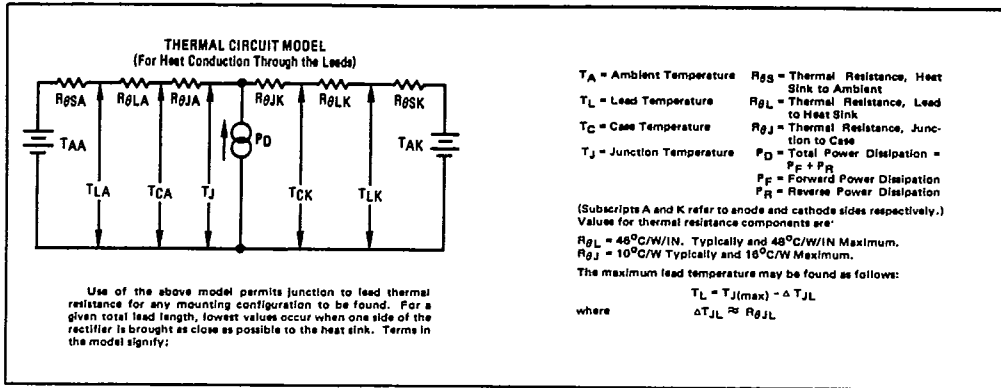 THERMAL CIRCUIT MODEL
(For Heat Conduction Through the Leads)
RθSA RθLA RθJA RθJK RθLK RθSK
TAA TLA TCA TJ PD TCK TLK TAK
Use of the above model permits junction to lead thermal
resistance for any mounting configuration to be found. For a
given total lead length, lowest values occur when one side of the
rectifier is brought as close as possible to the heat sink. Terms in
the model signify:
TA = Ambient Temperature RθS = Thermal Resistance, Heat
Sink to Ambient
TL = Lead Temperature RθL = Thermal Resistance, Lead
to Heat Sink
TC = Case Temperature RθJ = Thermal Resistance, Junc-
tion to Case
TJ = Junction Temperature PD = Total Power Dissipation =
PF + PR
PF = Forward Power Dissipation
PR = Reverse Power Dissipation
(Subscripts A and K refer to anode and cathode sides respectively.)
Values for thermal resistance components are:
RθL = 46°C/W/IN. Typically and 48°C/W/IN Maximum.
RθJ = 10°C/W Typically and 16°C/W Maximum.
The maximum lead temperature may be found as follows:
TL = TJ(max) - Δ TJL
where ΔTJL ≈ RθJL